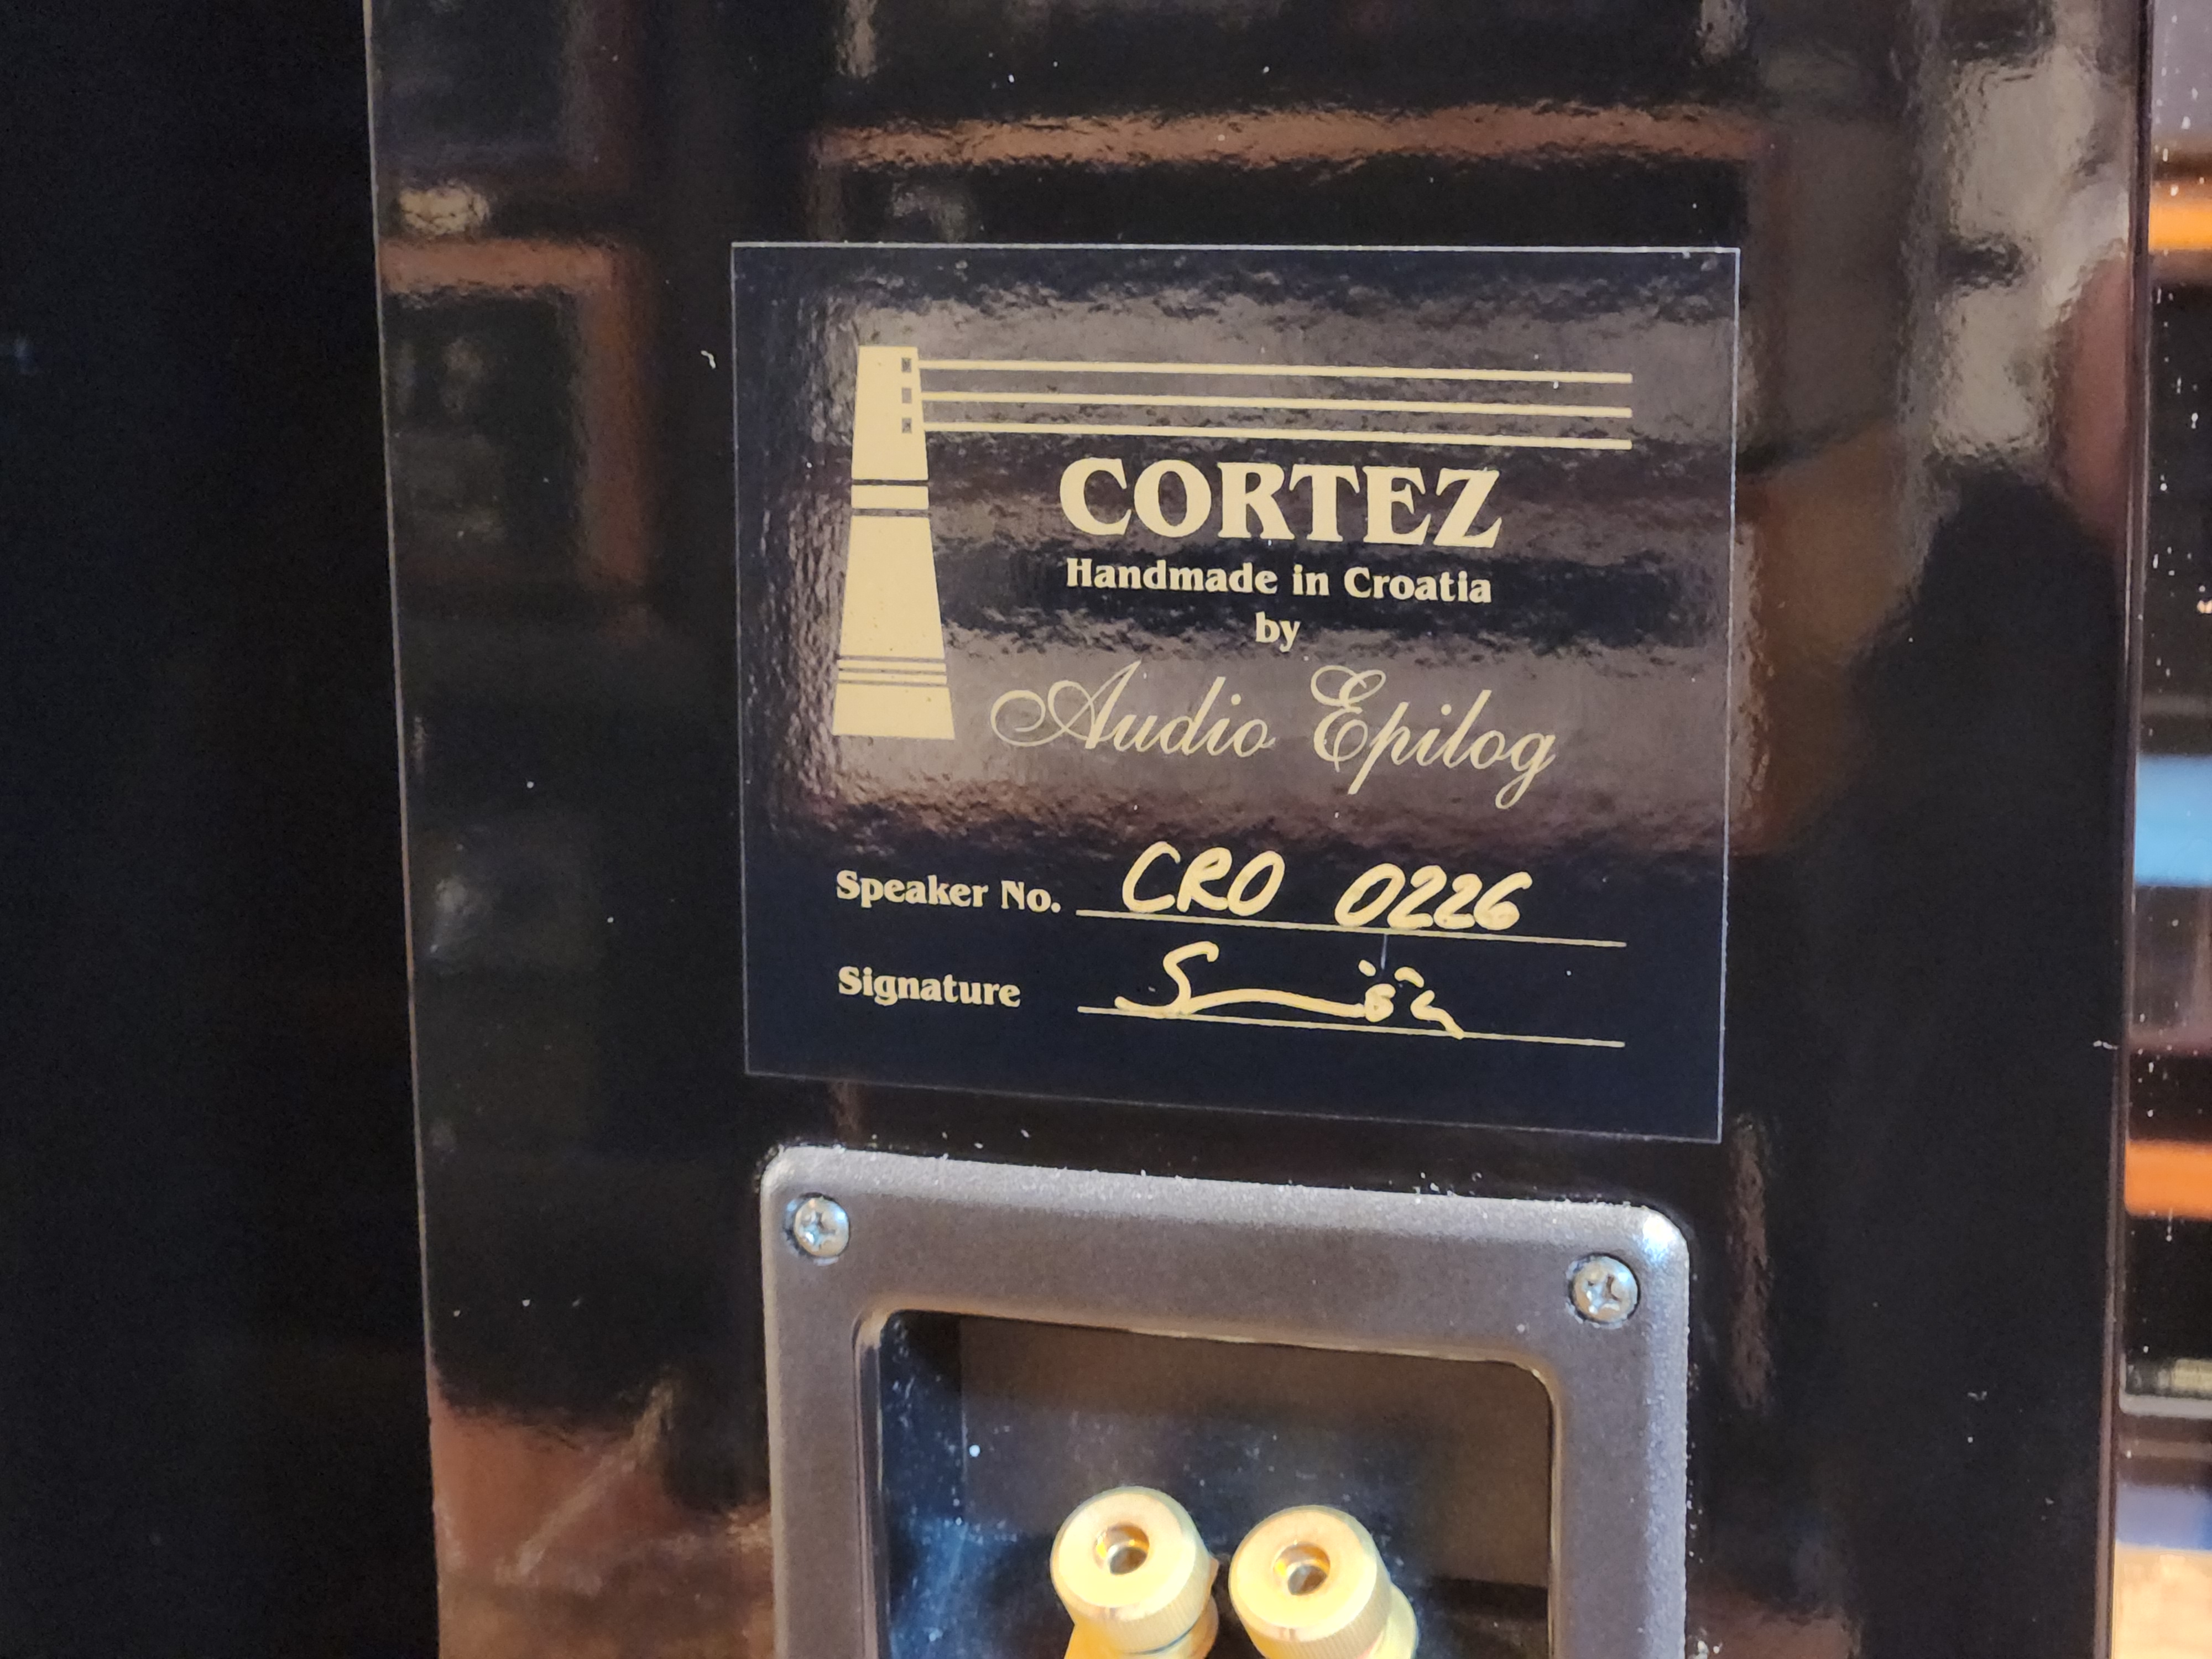 CORTEZ
Handmade in Croatia
by
Audio Epilog
Speaker No. CRO 0226
Signature